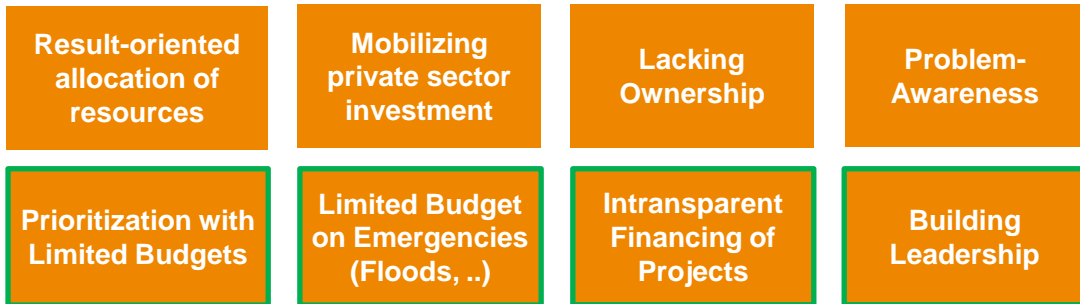 Result-oriented
allocation of
resources
Mobilizing
private sector
investment
Lacking
Ownership
Problem-
Awareness
Prioritization with
Limited Budgets
Limited Budget
on Emergencies
(Floods, ..)
Intransparent
Financing of
Projects
Building
Leadership